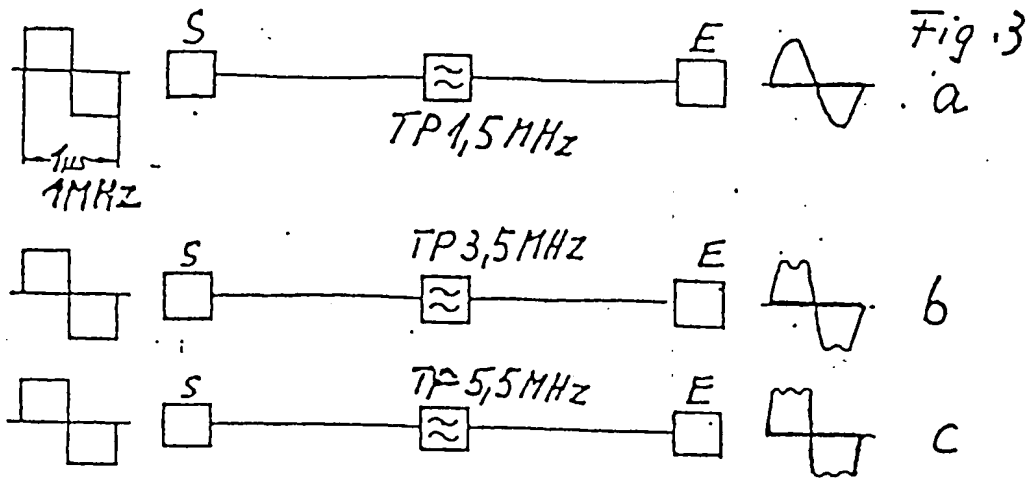 Fig. 3
S E
a
TP 1,5 MHz
1µs
1MHz
TP 3,5 MHz
S E
b
TP 5,5 MHz
S E
c